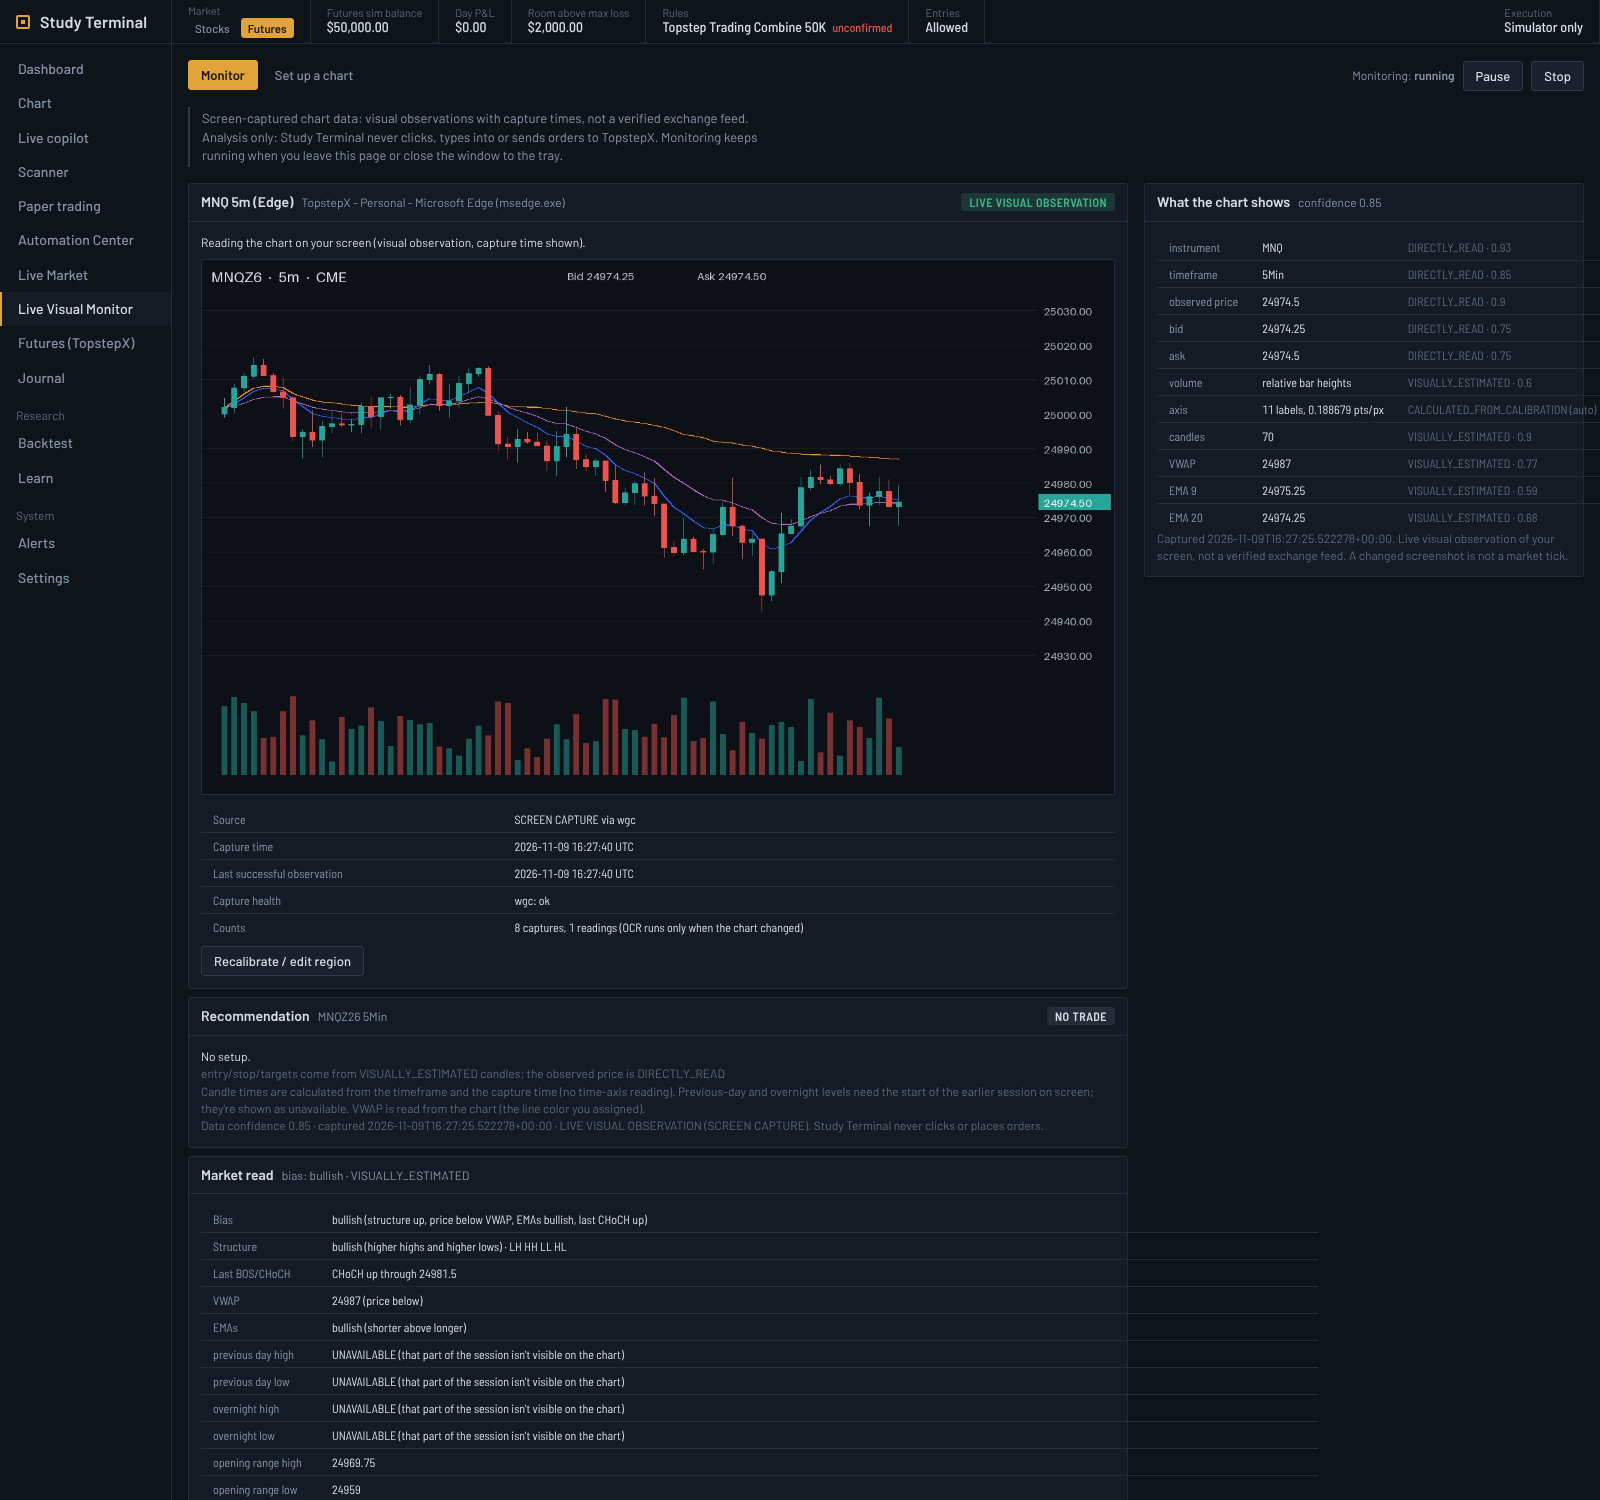 Study Terminal
Market
Stocks Futures
Futures sim balance
$50,000.00
Day P&L
$0.00
Room above max loss
$2,000.00
Rules
Topstep Trading Combine 50K unconfirmed
Entries
Allowed
Execution
Simulator only
Dashboard
Chart
Live copilot
Scanner
Paper trading
Automation Center
Live Market
Live Visual Monitor
Futures (TopstepX)
Journal
Research
Backtest
Learn
System
Alerts
Settings
Monitor Set up a chart
Monitoring: running Pause Stop
Screen-captured chart data: visual observations with capture times, not a verified exchange feed.
Analysis only: Study Terminal never clicks, types into or sends orders to TopstepX. Monitoring keeps
running when you leave this page or close the window to the tray.
MNQ 5m (Edge) TopstepX - Personal - Microsoft Edge (msedge.exe) LIVE VISUAL OBSERVATION
Reading the chart on your screen (visual observation, capture time shown).
MNQZ6 · 5m · CME Bid 24974.25 Ask 24974.50
25030.00
25020.00
25010.00
25000.00
24990.00
24980.00
24974.50
24970.00
24960.00
24950.00
24940.00
24930.00
Source SCREEN CAPTURE via wgc
Capture time 2026-11-09 16:27:40 UTC
Last successful observation 2026-11-09 16:27:40 UTC
Capture health wgc: ok
Counts 8 captures, 1 readings (OCR runs only when the chart changed)
Recalibrate / edit region
What the chart shows confidence 0.85
instrument MNQ DIRECTLY_READ · 0.93
timeframe 5Min DIRECTLY_READ · 0.85
observed price 24974.5 DIRECTLY_READ · 0.9
bid 24974.25 DIRECTLY_READ · 0.75
ask 24974.5 DIRECTLY_READ · 0.75
volume relative bar heights VISUALLY_ESTIMATED · 0.6
axis 11 labels, 0.188679 pts/px CALCULATED_FROM_CALIBRATION (auto)
candles 70 VISUALLY_ESTIMATED · 0.9
VWAP 24987 VISUALLY_ESTIMATED · 0.77
EMA 9 24975.25 VISUALLY_ESTIMATED · 0.59
EMA 20 24974.25 VISUALLY_ESTIMATED · 0.68
Captured 2026-11-09T16:27:25.522278+00:00. Live visual observation of your
screen, not a verified exchange feed. A changed screenshot is not a market tick.
Recommendation MNQZ26 5Min NO TRADE
No setup.
entry/stop/targets come from VISUALLY_ESTIMATED candles; the observed price is DIRECTLY_READ
Candle times are calculated from the timeframe and the capture time (no time-axis reading). Previous-day and overnight levels need the start of the earlier session on screen;
they're shown as unavailable. VWAP is read from the chart (the line color you assigned).
Data confidence 0.85 · captured 2026-11-09T16:27:25.522278+00:00 · LIVE VISUAL OBSERVATION (SCREEN CAPTURE). Study Terminal never clicks or places orders.
Market read bias: bullish · VISUALLY_ESTIMATED
Bias bullish (structure up, price below VWAP, EMAs bullish, last CHoCH up)
Structure bullish (higher highs and higher lows) · LH HH LL HL
Last BOS/CHoCH CHoCH up through 24981.5
VWAP 24987 (price below)
EMAs bullish (shorter above longer)
previous day high UNAVAILABLE (that part of the session isn't visible on the chart)
previous day low UNAVAILABLE (that part of the session isn't visible on the chart)
overnight high UNAVAILABLE (that part of the session isn't visible on the chart)
overnight low UNAVAILABLE (that part of the session isn't visible on the chart)
opening range high 24969.75
opening range low 24959